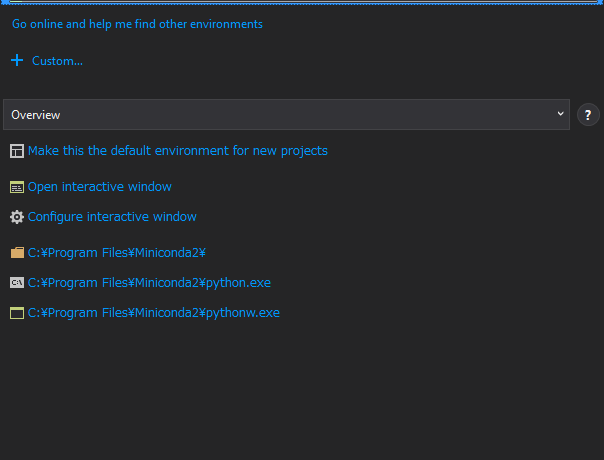 Go online and help me find other environments
+ Custom...
Overview
?
Make this the default environment for new projects
Open interactive window
Configure interactive window
C:¥Program Files¥Miniconda2¥
C:\
C:¥Program Files¥Miniconda2¥python.exe
C:¥Program Files¥Miniconda2¥pythonw.exe